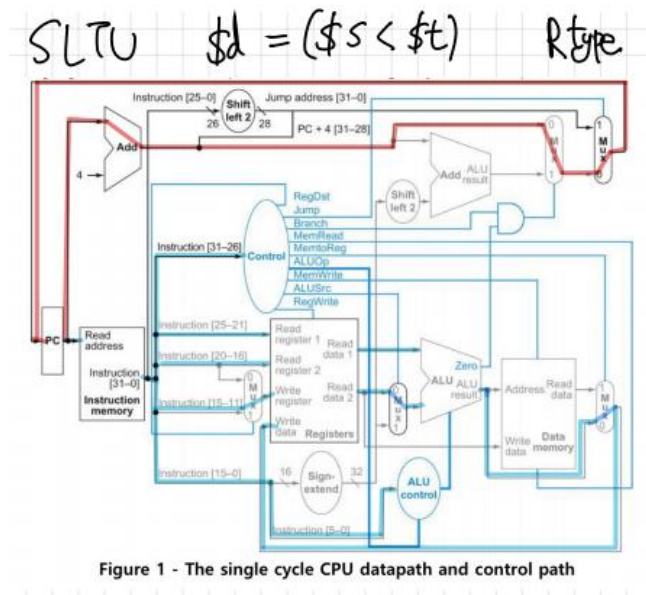 SLTU $d = ($s < $t) R type
Instruction [25–0]
Shift left 2
Jump address [31–0]
26
28
PC + 4 [31–28]
Add
4
0
M
u
x
1
1
M
u
x
0
Add ALU result
Shift left 2
RegDst
Jump
Branch
MemRead
MemtoReg
ALUOp
MemWrite
ALUSrc
RegWrite
Instruction [31–26]
Control
PC
Read address
Instruction [31–0]
Instruction memory
Instruction [25–21]
Instruction [20–16]
Instruction [15–11]
0
M
u
x
1
Read register 1
Read register 2
Write register
Write data
Read data 1
Read data 2
Registers
0
M
u
x
1
Zero
ALU
ALU result
Address
Read data
Write data
Data memory
1
M
u
x
0
Instruction [15–0]
16
Sign-extend
32
ALU control
Instruction [5–0]
Figure 1 - The single cycle CPU datapath and control path